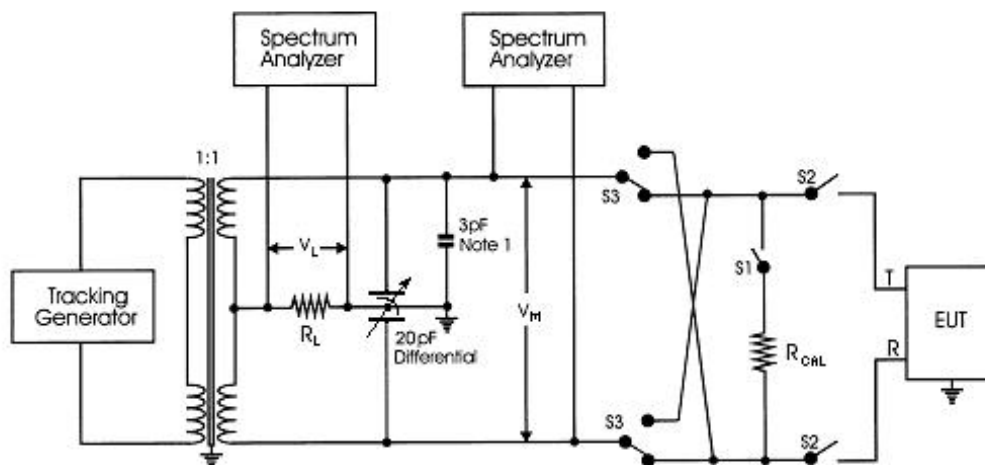 Spectrum
Analyzer
Spectrum
Analyzer
1:1
S3
S2
3pF
Note 1
V_L
S1
T
Tracking
Generator
R_L
V_M
EUT
20pF
Differential
R_CAL
R
S3
S2